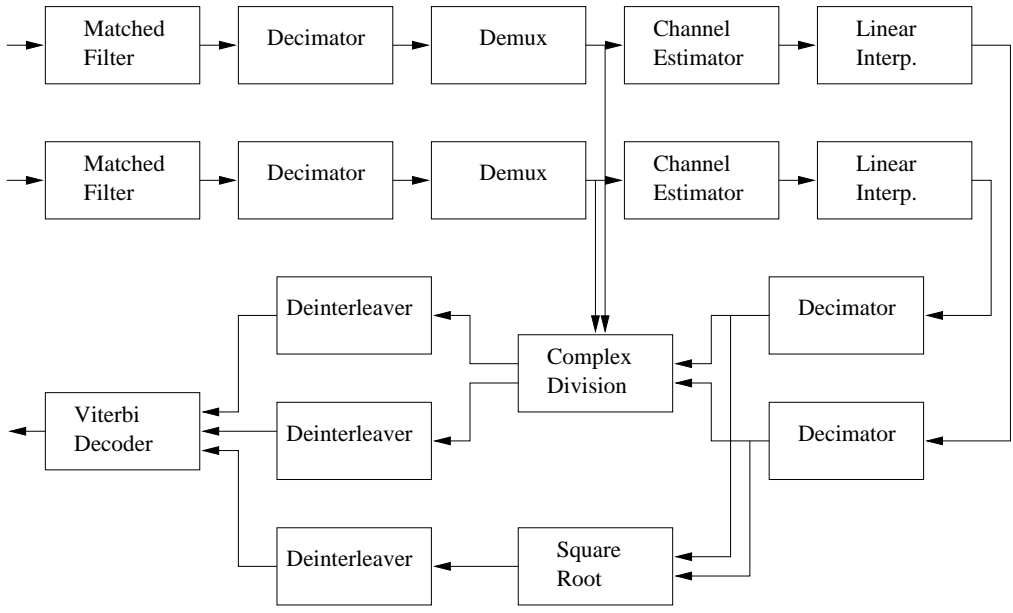 Matched
Filter
Decimator
Demux
Channel
Estimator
Linear
Interp.
Matched
Filter
Decimator
Demux
Channel
Estimator
Linear
Interp.
Deinterleaver
Decimator
Complex
Division
Viterbi
Decoder
Deinterleaver
Decimator
Deinterleaver
Square
Root